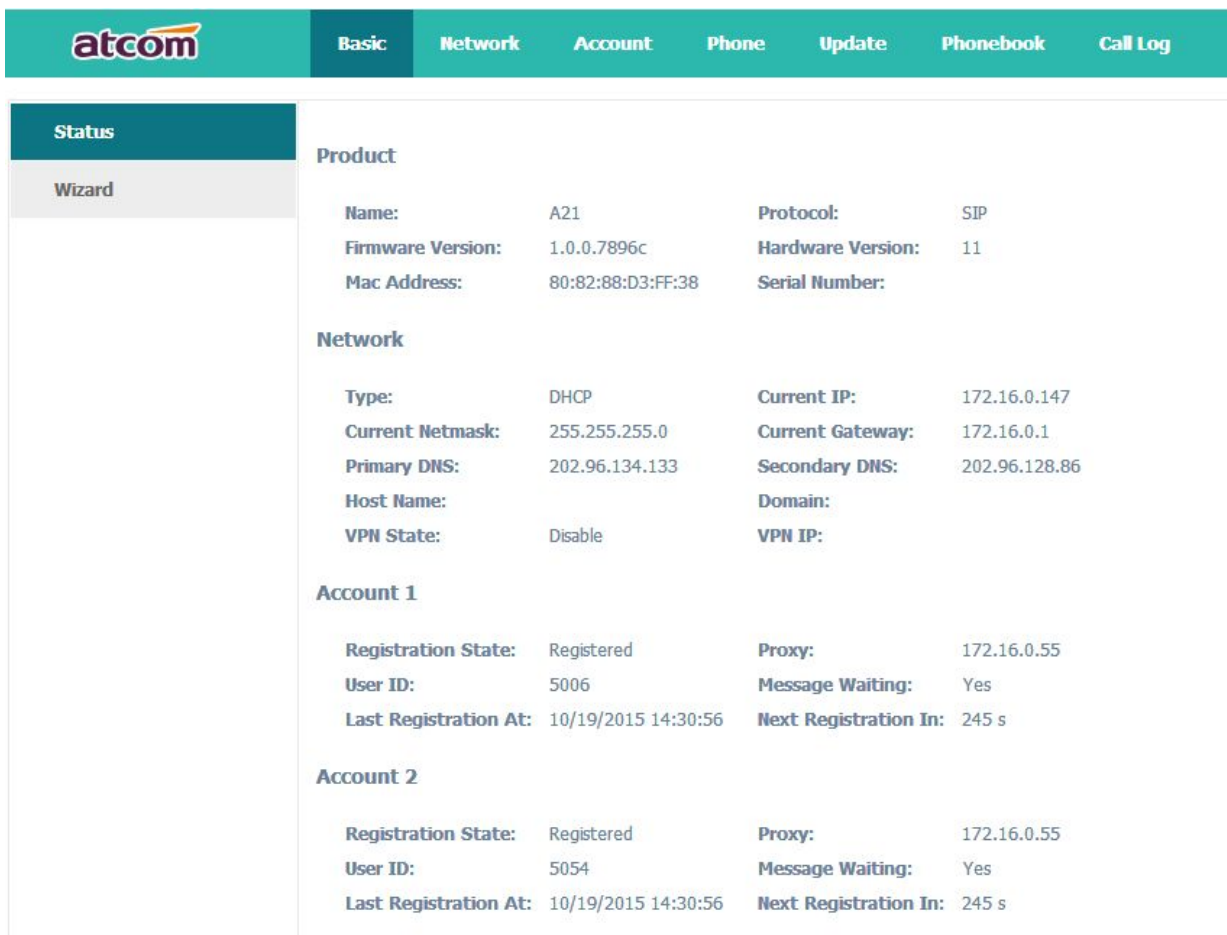 atcom Basic Network Account Phone Update Phonebook Call Log
Status
Wizard
Product
Name: A21 Protocol: SIP
Firmware Version: 1.0.0.7896c Hardware Version: 11
Mac Address: 80:82:88:D3:FF:38 Serial Number:
Network
Type: DHCP Current IP: 172.16.0.147
Current Netmask: 255.255.255.0 Current Gateway: 172.16.0.1
Primary DNS: 202.96.134.133 Secondary DNS: 202.96.128.86
Host Name: Domain:
VPN State: Disable VPN IP:
Account 1
Registration State: Registered Proxy: 172.16.0.55
User ID: 5006 Message Waiting: Yes
Last Registration At: 10/19/2015 14:30:56 Next Registration In: 245 s
Account 2
Registration State: Registered Proxy: 172.16.0.55
User ID: 5054 Message Waiting: Yes
Last Registration At: 10/19/2015 14:30:56 Next Registration In: 245 s